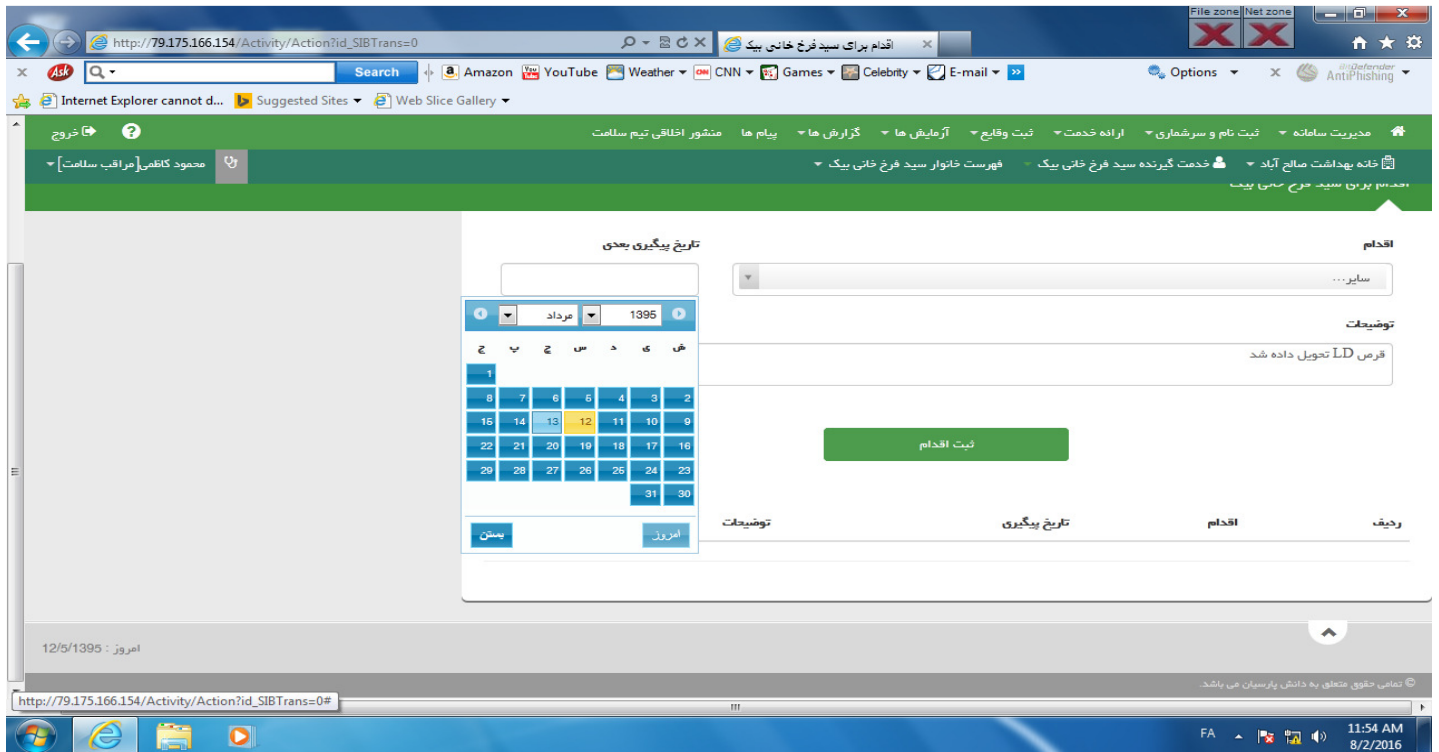 File zone Net zone
http://79.175.166.154/Activity/Action?id_SIBTrans=0
اقدام برای سید فرخ خانی بیک
Ask Search Amazon YouTube Weather CNN Games Celebrity E-mail Options AntiPhishing
Internet Explorer cannot d... Suggested Sites Web Slice Gallery
مدیریت سامانه ثبت نام و سرشماری ارائه خدمت ثبت وقایع آزمایش ها گزارش ها پیام ها منشور اخلاقی تیم سلامت خروج
خانه بهداشت صالح آباد خدمت گیرنده سید فرخ خانی بیک فهرست خانوار سید فرخ خانی بیک محمود کاظمی[مراقب سلامت]
اقدام برای سید فرخ خانی بیک
اقدام تاریخ پیگیری بعدی
سایر...
توضیحات
قرص LD تحویل داده شد
1395 مرداد
ش ی د س چ پ ج
1
2 3 4 5 6 7 8
9 10 11 12 13 14 15
16 17 18 19 20 21 22
23 24 25 26 27 28 29
30 31
امروز بستن
ثبت اقدام
ردیف اقدام تاریخ پیگیری توضیحات
امروز : 12/5/1395
© تمامی حقوق متعلق به دانش پارسیان می باشد.
http://79.175.166.154/Activity/Action?id_SIBTrans=0#
FA 11:54 AM
8/2/2016